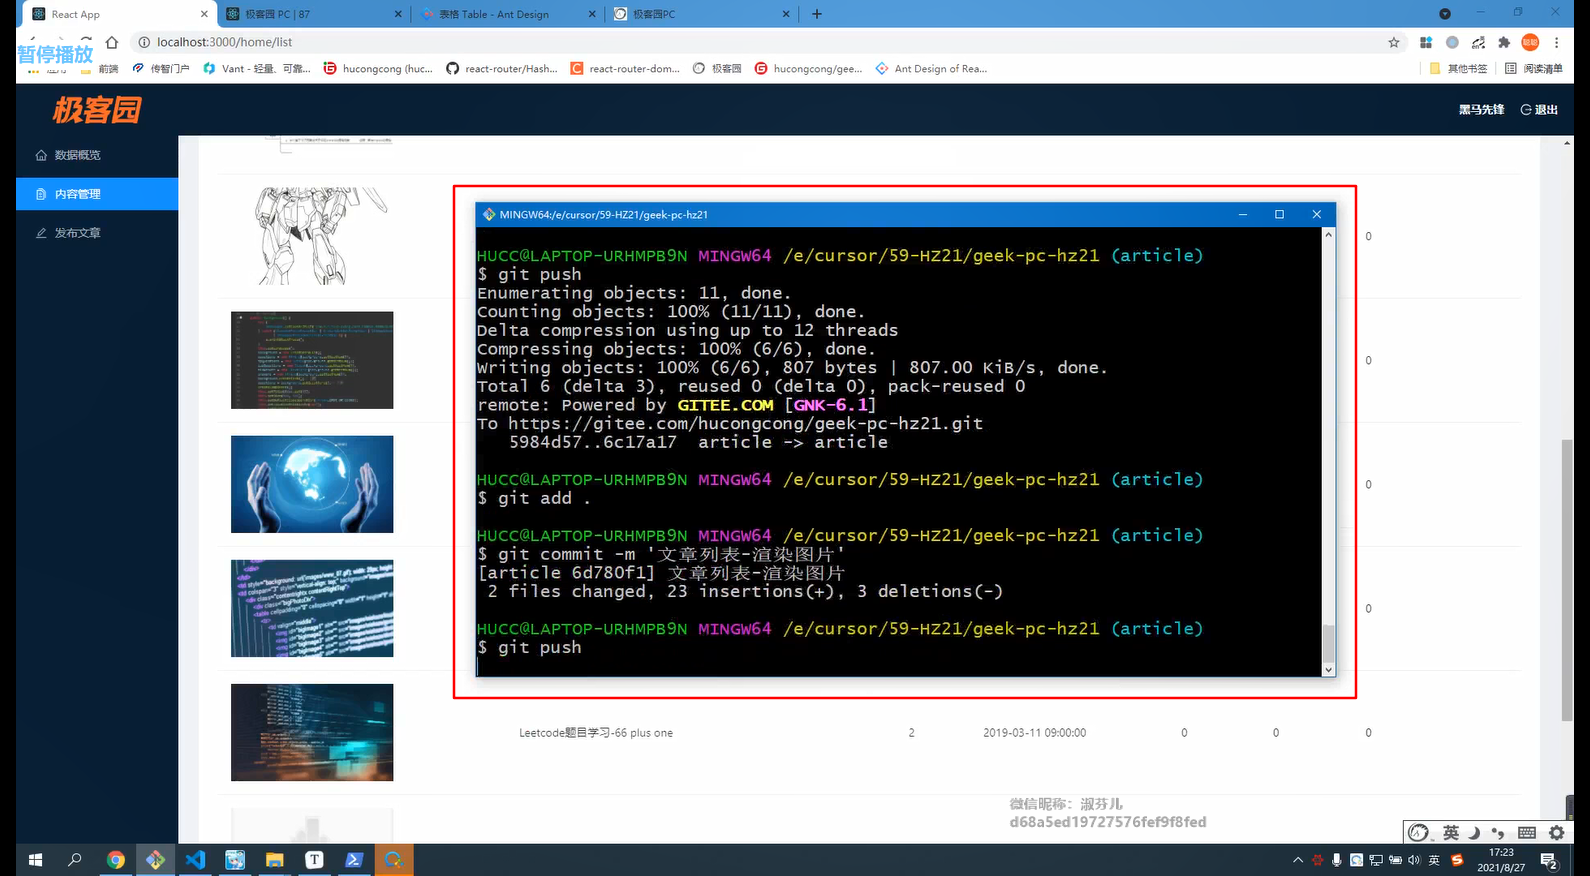 React App
极客园 PC | 87
表格 Table - Ant Design
极客园PC
localhost:3000/home/list
暂停播放
应用
前端
传智门户
Vant - 轻量、可靠...
hucongcong (huc...
react-router/Hash...
react-router-dom...
极客园
hucongcong/gee...
Ant Design of Rea...
其他书签
阅读清单
极客园
黑马先锋
退出
数据概览
内容管理
发布文章
MINGW64:/e/cursor/59-HZ21/geek-pc-hz21
HUCC@LAPTOP-URHMPB9N MINGW64 /e/cursor/59-HZ21/geek-pc-hz21 (article)
$ git push
Enumerating objects: 11, done.
Counting objects: 100% (11/11), done.
Delta compression using up to 12 threads
Compressing objects: 100% (6/6), done.
Writing objects: 100% (6/6), 807 bytes | 807.00 KiB/s, done.
Total 6 (delta 3), reused 0 (delta 0), pack-reused 0
remote: Powered by GITEE.COM [GNK-6.1]
To https://gitee.com/hucongcong/geek-pc-hz21.git
5984d57..6c17a17  article -> article
HUCC@LAPTOP-URHMPB9N MINGW64 /e/cursor/59-HZ21/geek-pc-hz21 (article)
$ git add .
HUCC@LAPTOP-URHMPB9N MINGW64 /e/cursor/59-HZ21/geek-pc-hz21 (article)
$ git commit -m '文章列表-渲染图片'
[article 6d780f1] 文章列表-渲染图片
2 files changed, 23 insertions(+), 3 deletions(-)
HUCC@LAPTOP-URHMPB9N MINGW64 /e/cursor/59-HZ21/geek-pc-hz21 (article)
$ git push
0
0
0
0
Leetcode题目学习-66 plus one
2
2019-03-11 09:00:00
0
0
0
微信昵称：淑芬儿
d68a5ed19727576fef9f8fed
英
英
17:23
2021/8/27
2